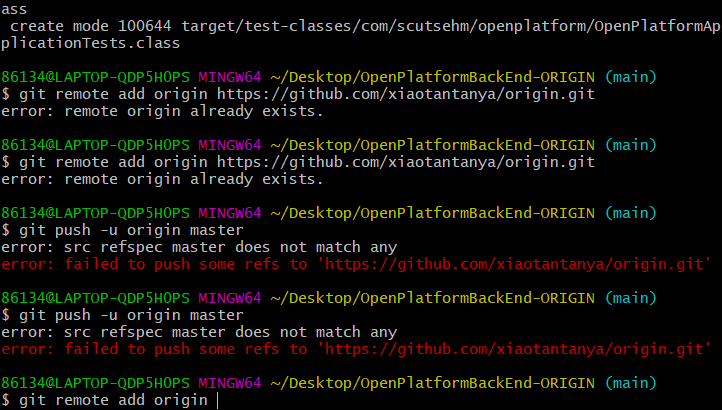 ass
 create mode 100644 target/test-classes/com/scutsehm/openplatform/OpenPlatformAp
plicationTests.class
86134@LAPTOP-QDP5HOPS MINGW64 ~/Desktop/OpenPlatformBackEnd-ORIGIN (main)
$ git remote add origin https://github.com/xiaotantanya/origin.git
error: remote origin already exists.
86134@LAPTOP-QDP5HOPS MINGW64 ~/Desktop/OpenPlatformBackEnd-ORIGIN (main)
$ git remote add origin https://github.com/xiaotantanya/origin.git
error: remote origin already exists.
86134@LAPTOP-QDP5HOPS MINGW64 ~/Desktop/OpenPlatformBackEnd-ORIGIN (main)
$ git push -u origin master
error: src refspec master does not match any
error: failed to push some refs to 'https://github.com/xiaotantanya/origin.git'
86134@LAPTOP-QDP5HOPS MINGW64 ~/Desktop/OpenPlatformBackEnd-ORIGIN (main)
$ git push -u origin master
error: src refspec master does not match any
error: failed to push some refs to 'https://github.com/xiaotantanya/origin.git'
86134@LAPTOP-QDP5HOPS MINGW64 ~/Desktop/OpenPlatformBackEnd-ORIGIN (main)
$ git remote add origin